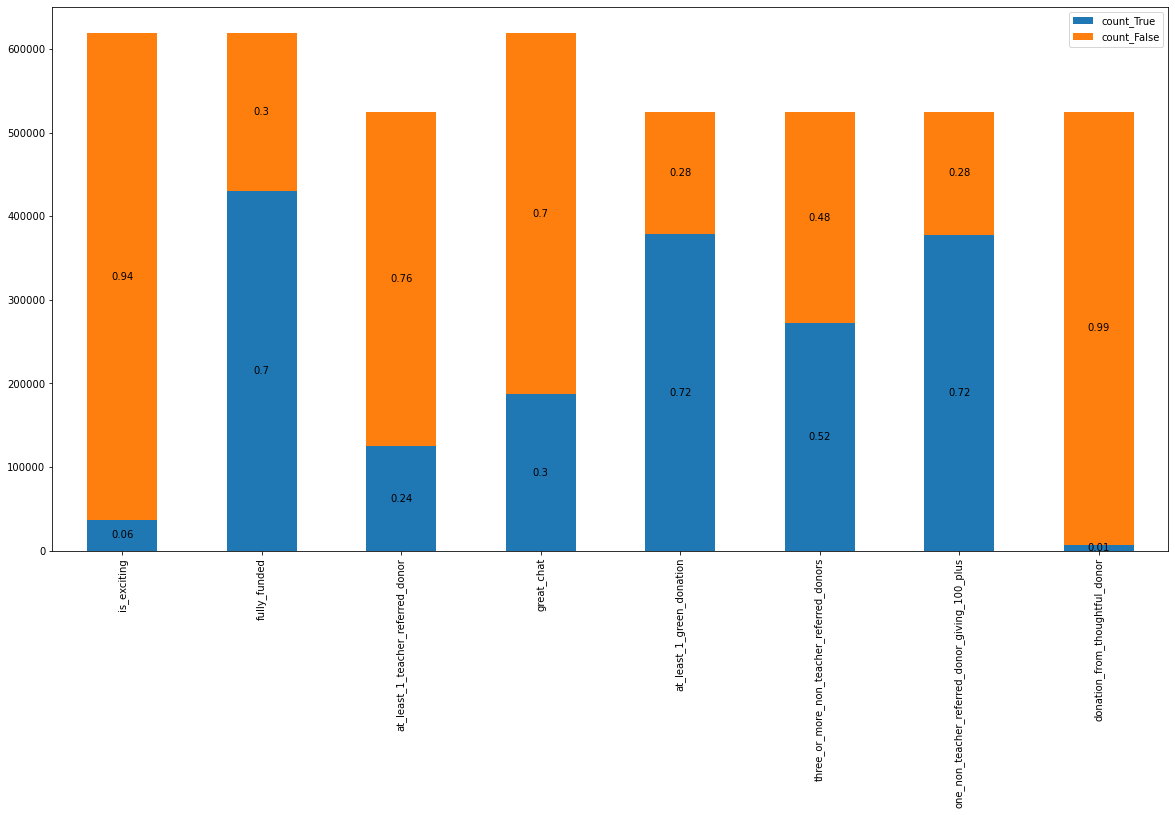 count_True
count_False
600000
500000
400000
300000
200000
100000
0
0.94
0.06
0.3
0.7
0.76
0.24
0.7
0.3
0.28
0.72
0.48
0.52
0.28
0.72
0.99
0.01
is_exciting
fully_funded
at_least_1_teacher_referred_donor
great_chat
at_least_1_green_donation
three_or_more_non_teacher_referred_donors
one_non_teacher_referred_donor_giving_100_plus
donation_from_thoughtful_donor